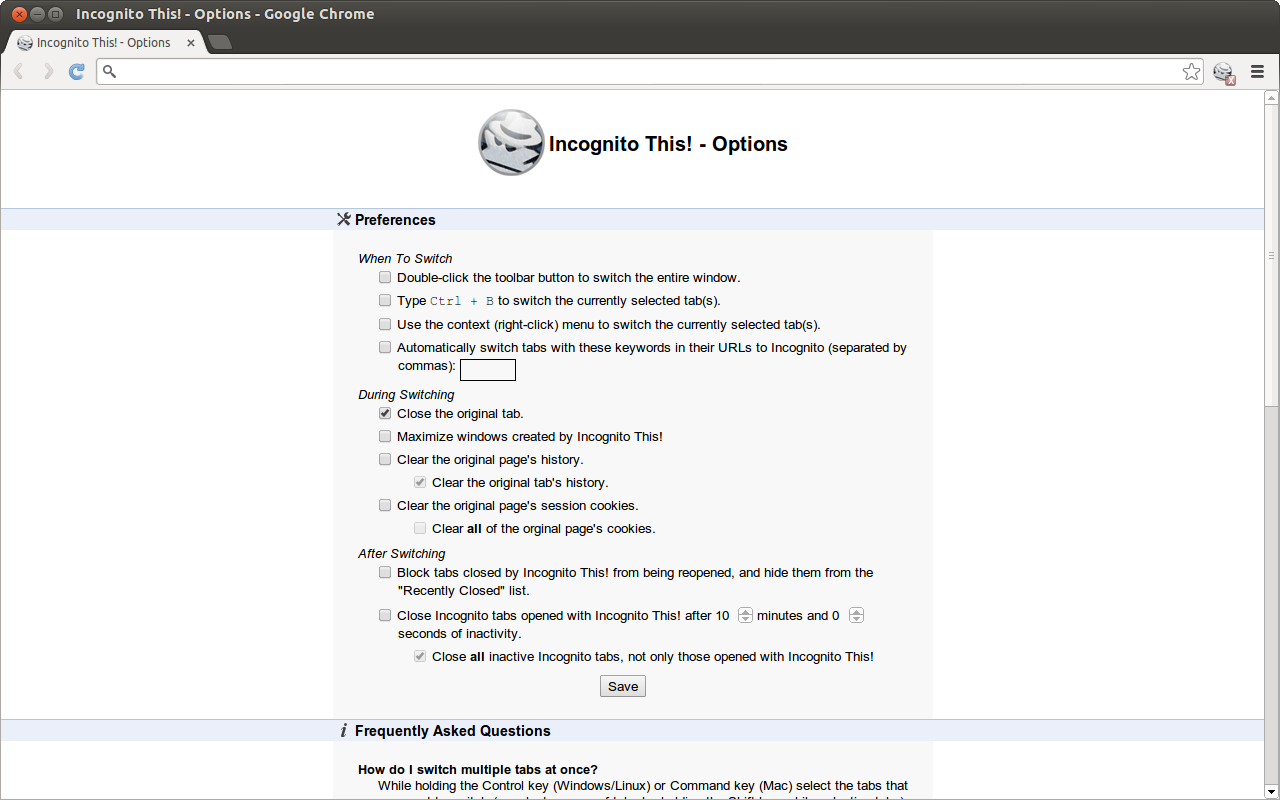 Incognito This! - Options - Google Chrome
Incognito This! - Options
Incognito This! - Options
Preferences
When To Switch
Double-click the toolbar button to switch the entire window.
Type Ctrl + B to switch the currently selected tab(s).
Use the context (right-click) menu to switch the currently selected tab(s).
Automatically switch tabs with these keywords in their URLs to Incognito (separated by
commas):
During Switching
Close the original tab.
Maximize windows created by Incognito This!
Clear the original page's history.
Clear the original tab's history.
Clear the original page's session cookies.
Clear all of the orginal page's cookies.
After Switching
Block tabs closed by Incognito This! from being reopened, and hide them from the
"Recently Closed" list.
Close Incognito tabs opened with Incognito This! after 10 minutes and 0
seconds of inactivity.
Close all inactive Incognito tabs, not only those opened with Incognito This!
Save
Frequently Asked Questions
How do I switch multiple tabs at once?
While holding the Control key (Windows/Linux) or Command key (Mac) select the tabs that